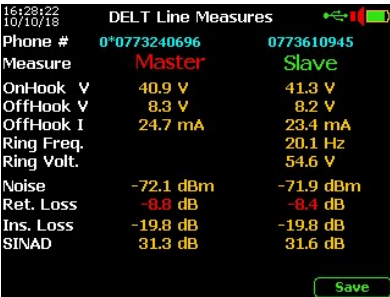 16:28:22 DELT Line Measures
10/10/18
Phone # 0*0773240696 0773610945
Measure Master Slave
OnHook V 40.9 V 41.3 V
OffHook V 8.3 V 8.2 V
OffHook I 24.7 mA 23.4 mA
Ring Freq. 20.1 Hz
Ring Volt. 54.6 V
Noise -72.1 dBm -71.9 dBm
Ret. Loss -8.8 dB -8.4 dB
Ins. Loss -19.8 dB -19.8 dB
SINAD 31.3 dB 31.6 dB
Save